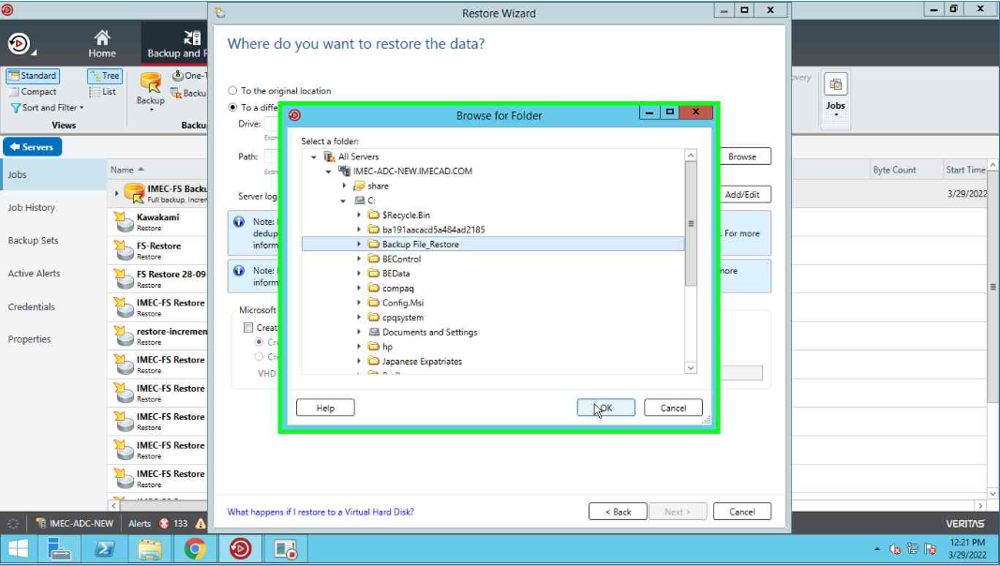 Restore Wizard
Home
Backup and R
Standard
Compact
Sort and Filter
Views
Tree
List
Backup
One-T
Backu
Backu
overy
Jobs
Servers
Where do you want to restore the data?
To the original location
To a diffe
Drive:
Exam
Path:
Exam
Browse
Server log
Add/Edit
Note: I
dedup
inform
. For more
Note: I
inform
more
Microsoft
Creat
Cre
Cre
VHD
Browse for Folder
Select a folder:
All Servers
IMEC-ADC-NEW.IMECAD.COM
share
C:
$Recycle.Bin
ba191aacacd5a484ad2185
Backup File_Restore
BEControl
BEData
compaq
Config.Msi
cpqsystem
Documents and Settings
hp
Japanese Expatriates
Help
OK
Cancel
Jobs
Job History
Backup Sets
Active Alerts
Credentials
Properties
Name
Byte Count
Start Time
IMEC-FS Backu
Full backup, Increm
3/29/2022
Kawakami
Restore
FS-Restore
Restore
FS Restore 28-09-
Restore
IMEC-FS Restore
Restore
restore-incremen
Restore
IMEC-FS Restore
Restore
IMEC-FS Restore
Restore
IMEC-FS Restore
Restore
IMEC-FS Restore
Restore
IMEC-FS Restore
Restore
What happens if I restore to a Virtual Hard Disk?
< Back
Next >
Cancel
IMEC-ADC-NEW
Alerts
133
VERITAS
12:21 PM
3/29/2022